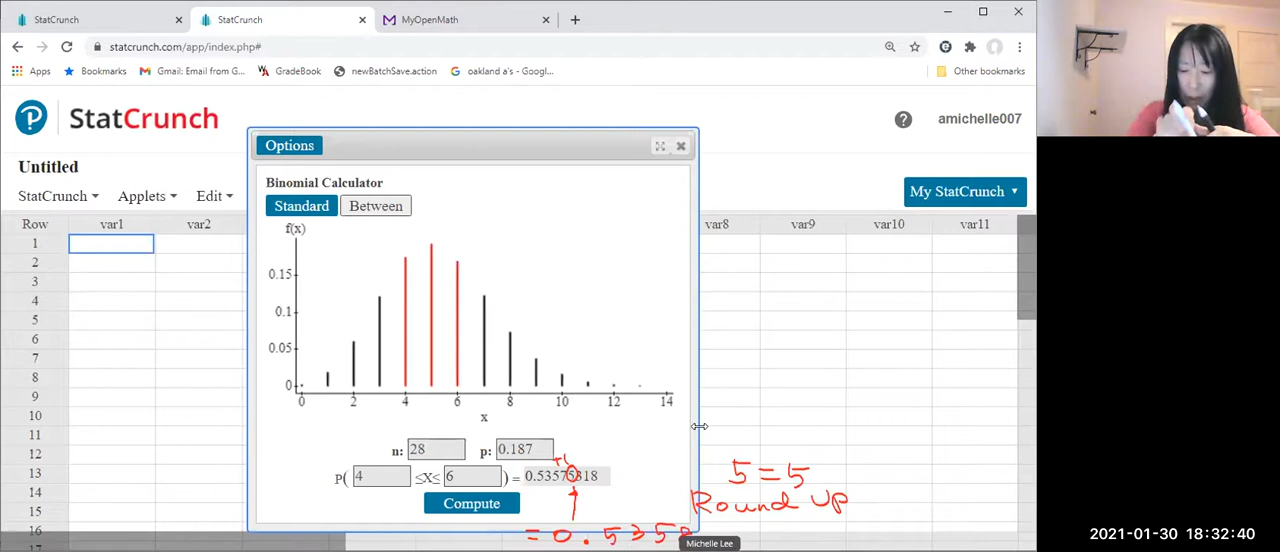 StatCrunch
StatCrunch
MyOpenMath
statcrunch.com/app/index.php#
Apps
Bookmarks
Gmail: Email from G...
GradeBook
newBatchSave.action
oakland a's - Googl...
Other bookmarks
StatCrunch
amichelle007
Untitled
StatCrunch
Applets
Edit
My StatCrunch
Options
Binomial Calculator
Standard
Between
Row
var1
var2
var8
var9
var10
var11
1
2
3
4
5
6
7
8
9
10
11
12
13
14
15
16
17
f(x)
0.15
0.1
0.05
0
0 2 4 6 8 10 12 14
x
n: 28 p: 0.187
P( 4 ≤X≤ 6 ) = 0.53575318
Compute
+1
5=5
Round UP
= 0.5358
Michelle Lee
2021-01-30 18:32:40